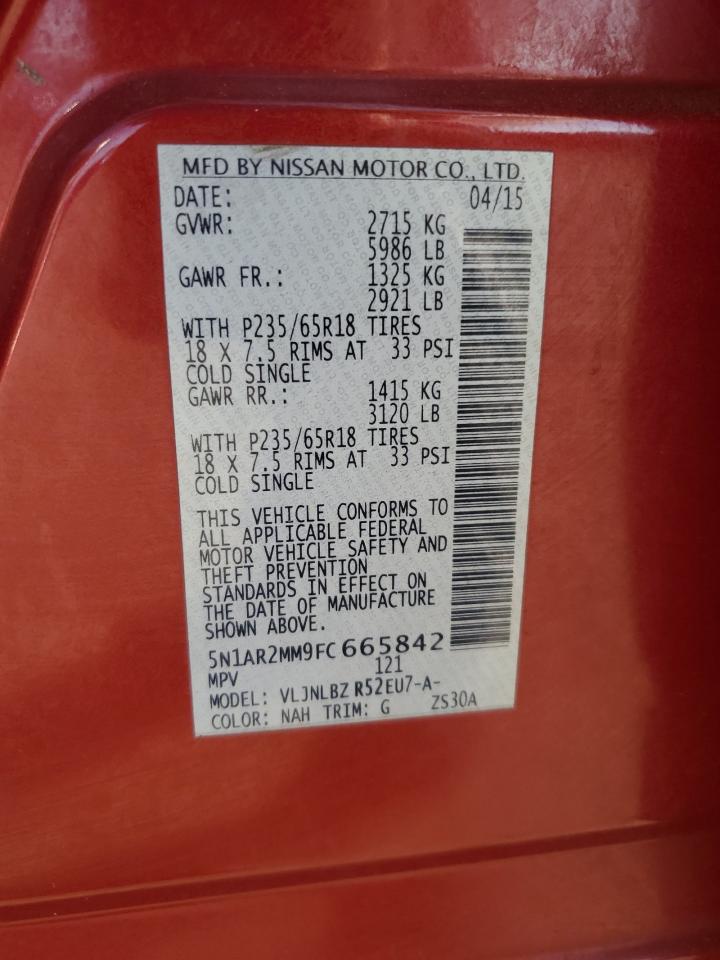 MFD BY NISSAN MOTOR CO., LTD.
DATE: 04/15
GVWR: 2715 KG
5986 LB
GAWR FR.: 1325 KG
2921 LB
WITH P235/65R18 TIRES
18 X 7.5 RIMS AT 33 PSI
COLD SINGLE
GAWR RR.: 1415 KG
3120 LB
WITH P235/65R18 TIRES
18 X 7.5 RIMS AT 33 PSI
COLD SINGLE
THIS VEHICLE CONFORMS TO
ALL APPLICABLE FEDERAL
MOTOR VEHICLE SAFETY AND
THEFT PREVENTION
STANDARDS IN EFFECT ON
THE DATE OF MANUFACTURE
SHOWN ABOVE.
5N1AR2MM9FC665842
MPV 121
MODEL: VLJNLBZ R52EU7-A-
COLOR: NAH TRIM: G ZS30A